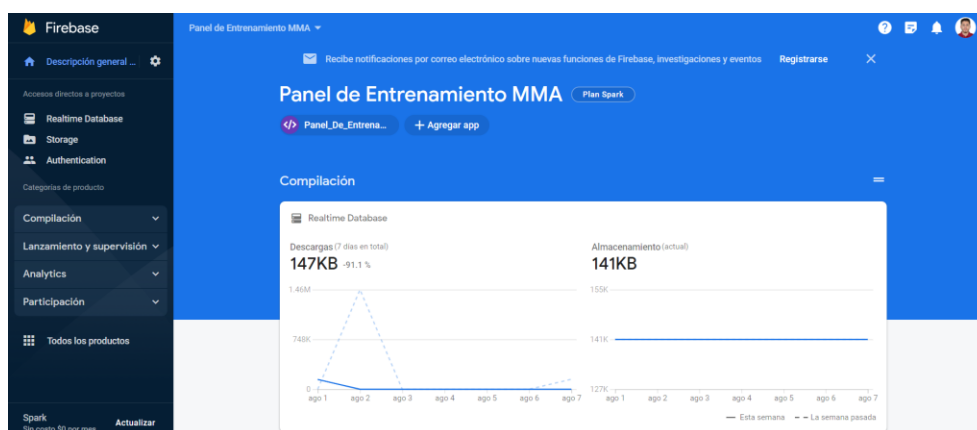 Firebase
Descripción general ...
Accesos directos a proyectos
Realtime Database
Storage
Authentication
Categorías de producto
Compilación
Lanzamiento y supervisión
Analytics
Participación
Todos los productos
Spark
Sin costo $0 por mes
Actualizar
Panel de Entrenamiento MMA
Recibe notificaciones por correo electrónico sobre nuevas funciones de Firebase, investigaciones y eventos Registrarse
Panel de Entrenamiento MMA Plan Spark
Panel_De_Entrena... + Agregar app
Compilación
Realtime Database
Descargas (7 días en total)
147KB -91.1 %
1.46M
748K
0
ago 1 ago 2 ago 3 ago 4 ago 5 ago 6 ago 7
Almacenamiento (actual)
141KB
155K
141K
127K
ago 1 ago 2 ago 3 ago 4 ago 5 ago 6 ago 7
Esta semana La semana pasada